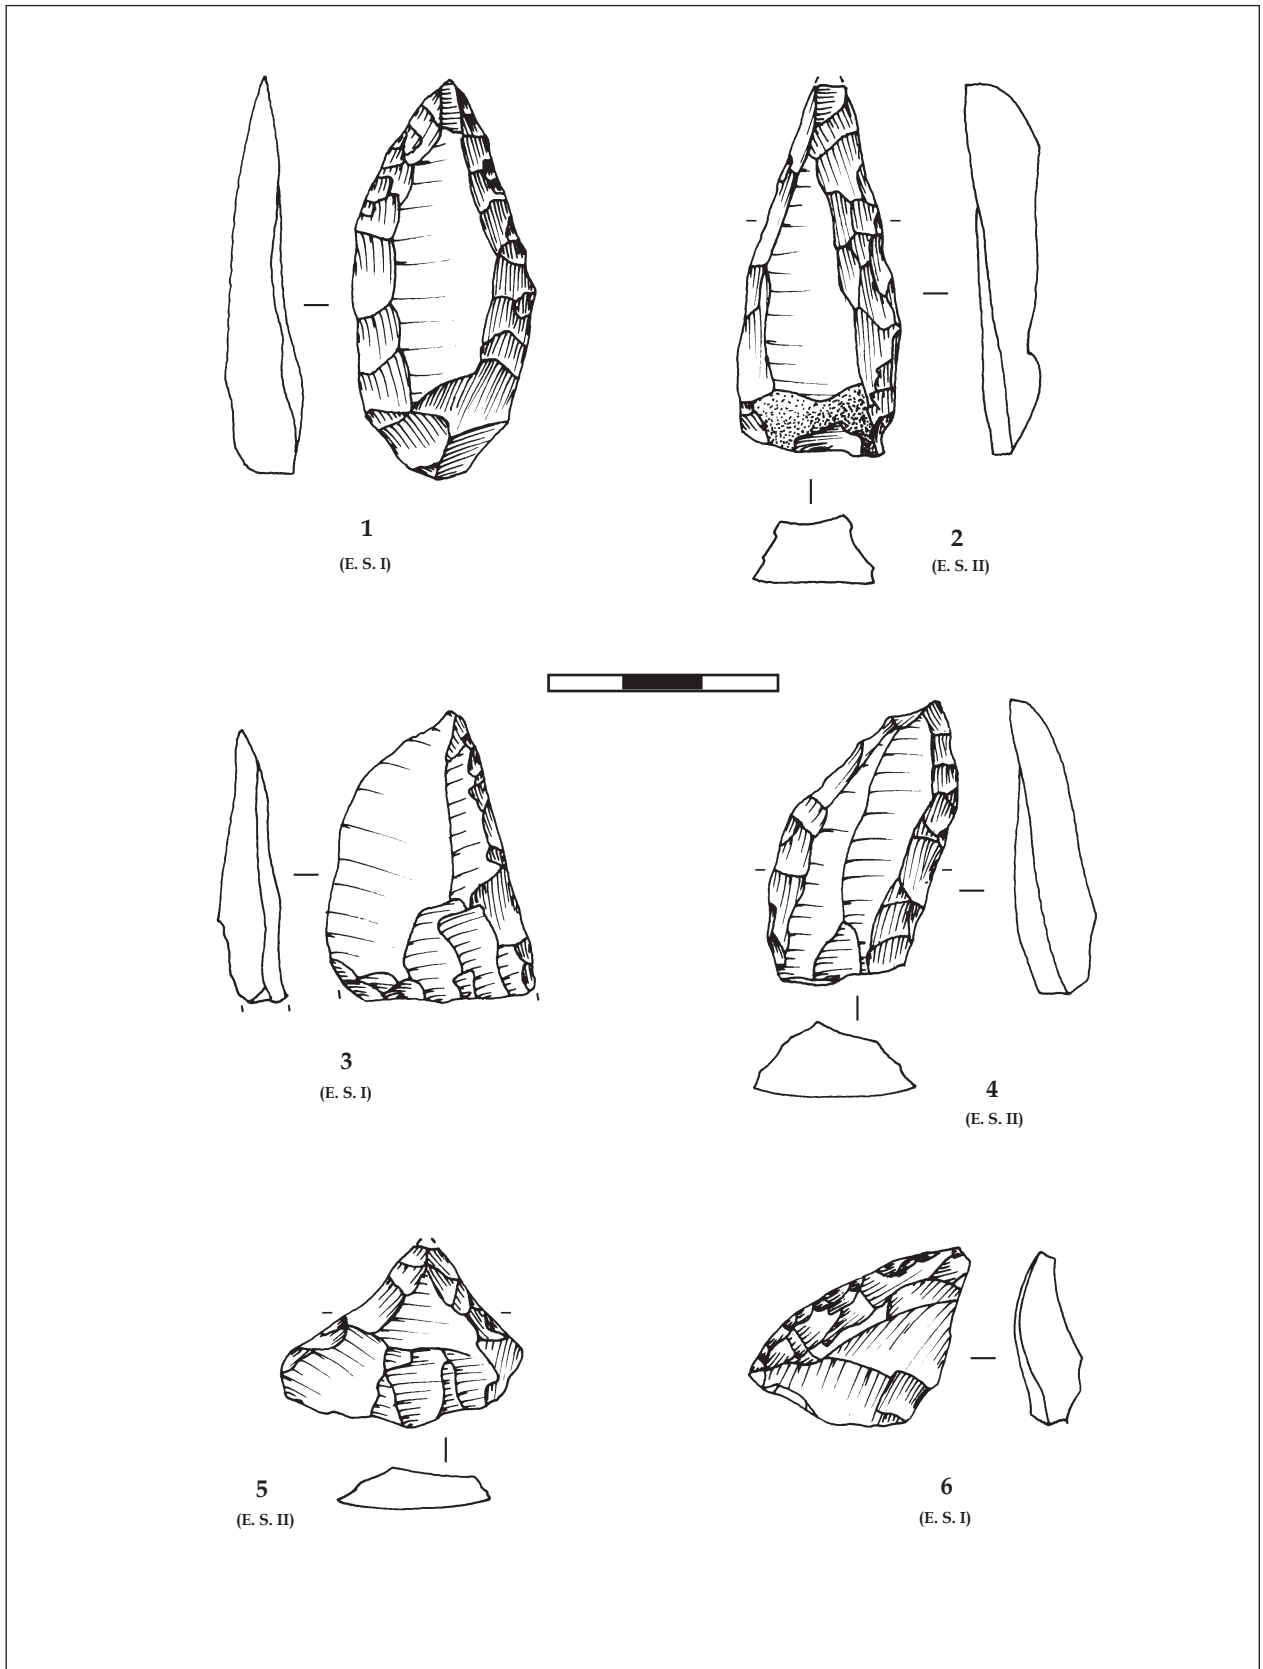 1
(E. S. I)
2
(E. S. II)
3
(E. S. I)
4
(E. S. II)
5
(E. S. II)
6
(E. S. I)